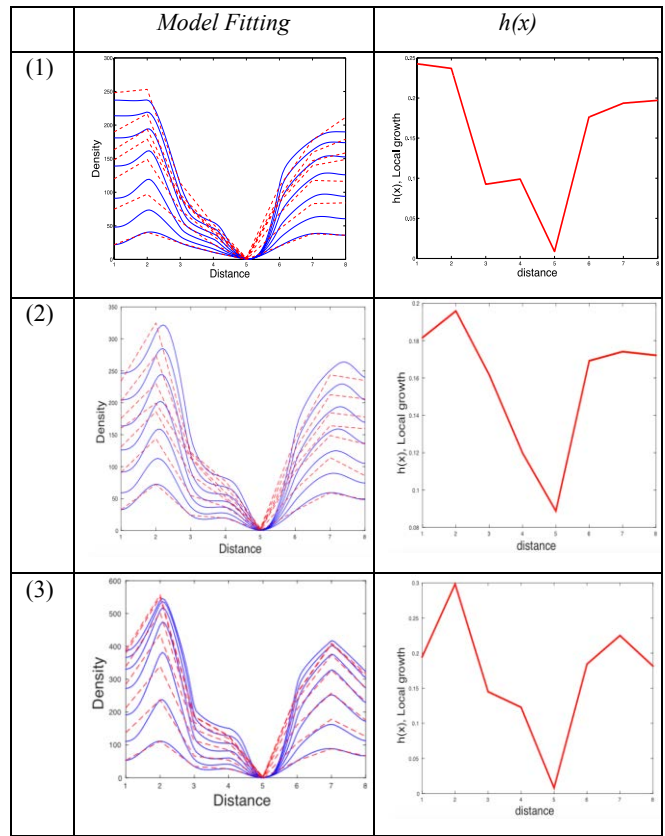 Model Fitting h(x)
(1)
300
250
200
150
100
50
0
Density
1 2 3 4 5 6 7 8
Distance
0.25
0.2
0.15
0.1
0.05
0
h(x), Local growth
1 2 3 4 5 6 7 8
distance
(2)
350
300
250
200
150
100
50
0
Density
1 2 3 4 5 6 7 8
Distance
0.2
0.18
0.16
0.14
0.12
0.1
0.08
h(x), Local growth
1 2 3 4 5 6 7 8
distance
(3)
600
500
400
300
200
100
0
Density
1 2 3 4 5 6 7 8
Distance
0.3
0.25
0.2
0.15
0.1
0.05
0
h(x), Local growth
1 2 3 4 5 6 7 8
distance